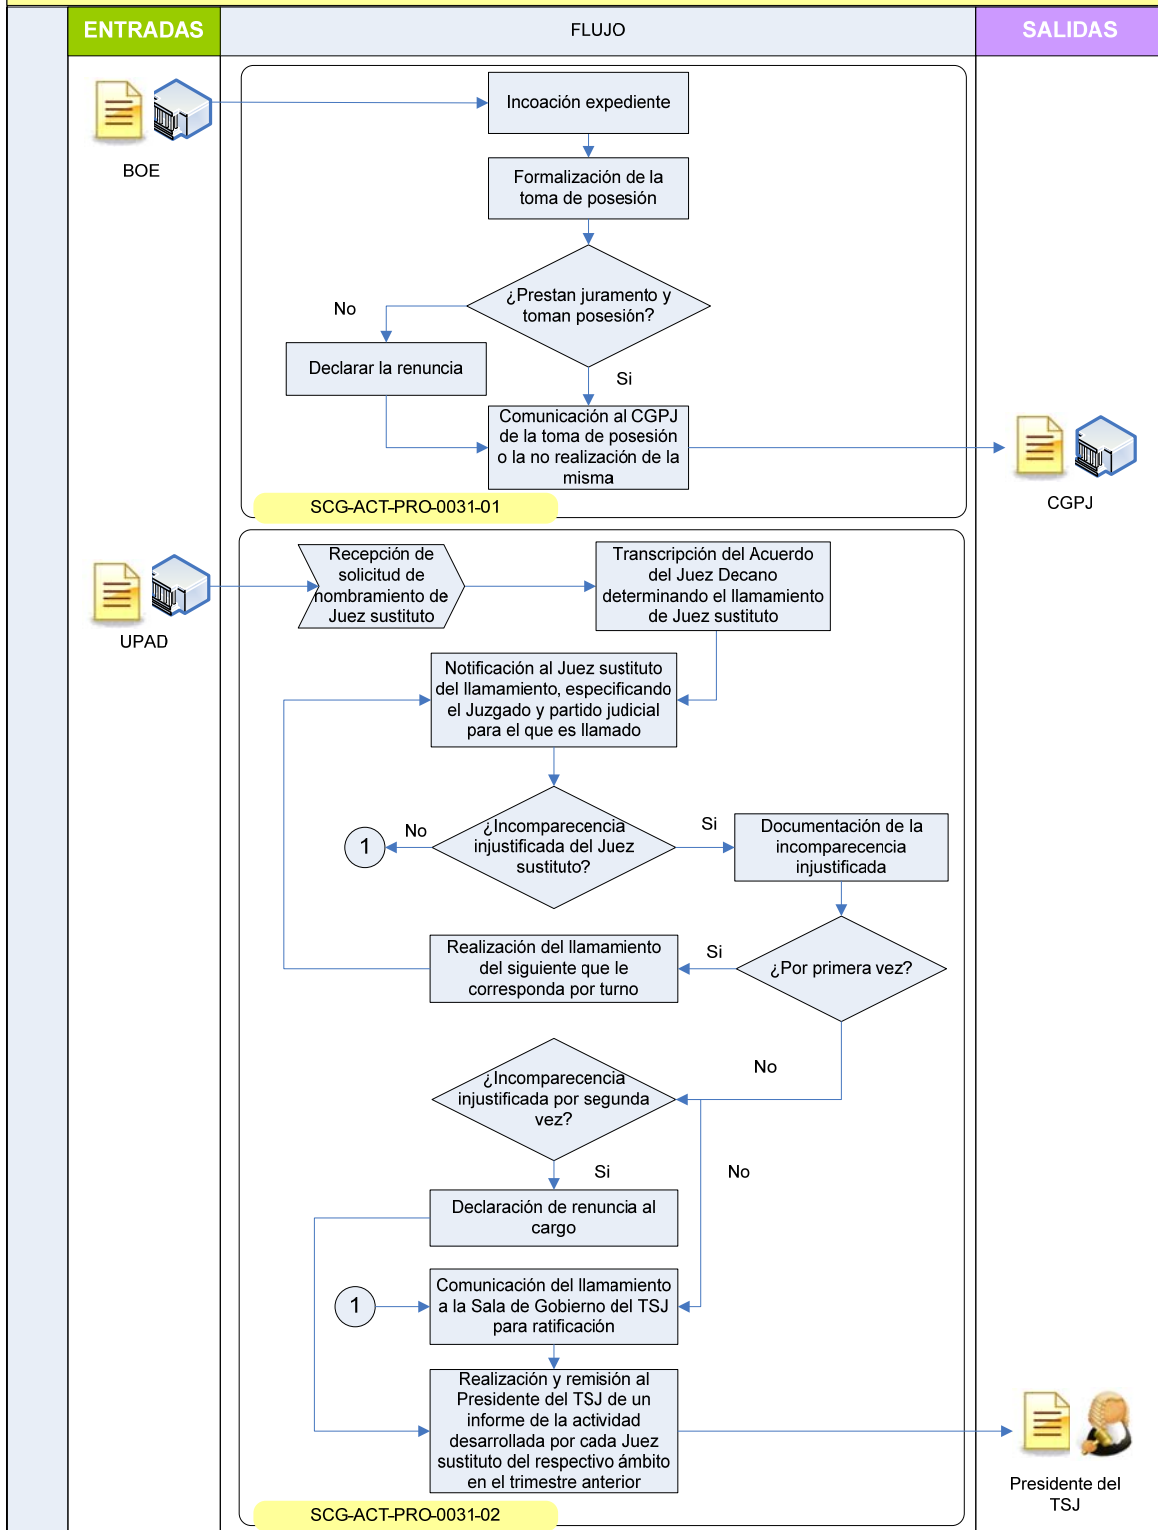 ENTRADAS
FLUJO
SALIDAS
BOE
Incoación expediente
Formalización de la
toma de posesión
¿Prestan juramento y
toman posesión?
No
Declarar la renuncia
Si
Comunicación al CGPJ
de la toma de posesión
o la no realización de la
misma
CGPJ
SCG-ACT-PRO-0031-01
UPAD
Recepción de
solicitud de
nombramiento de
Juez sustituto
Transcripción del Acuerdo
del Juez Decano
determinando el llamamiento
de Juez sustituto
Notificación al Juez sustituto
del llamamiento, especificando
el Juzgado y partido judicial
para el que es llamado
1
No
¿Incomparecencia
injustificada del Juez
sustituto?
Si
Documentación de la
incomparecencia
injustificada
Realización del llamamiento
del siguiente que le
corresponda por turno
Si
¿Por primera vez?
No
¿Incomparecencia
injustificada por segunda
vez?
Si
No
Declaración de renuncia al
cargo
1
Comunicación del llamamiento
a la Sala de Gobierno del TSJ
para ratificación
Realización y remisión al
Presidente del TSJ de un
informe de la actividad
desarrollada por cada Juez
sustituto del respectivo ámbito
en el trimestre anterior
Presidente del
TSJ
SCG-ACT-PRO-0031-02